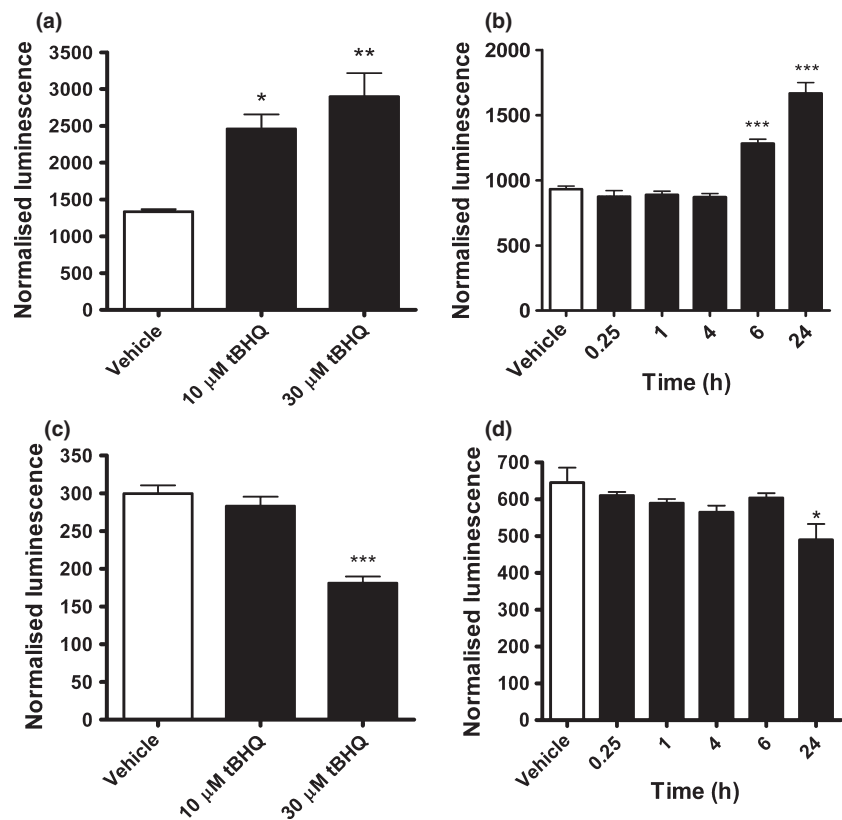 (a)
Normalised luminescence
3500
3000
2500
2000
1500
1000
500
0
*
**
Vehicle
10 μM tBHQ
30 μM tBHQ
(b)
Normalised luminescence
2000
1500
1000
500
0
***
***
Vehicle
0.25
1
4
6
24
Time (h)
(c)
Normalised luminescence
350
300
250
200
150
100
50
0
***
Vehicle
10 μM tBHQ
30 μM tBHQ
(d)
Normalised luminescence
700
600
500
400
300
200
100
0
*
Vehicle
0.25
1
4
6
24
Time (h)